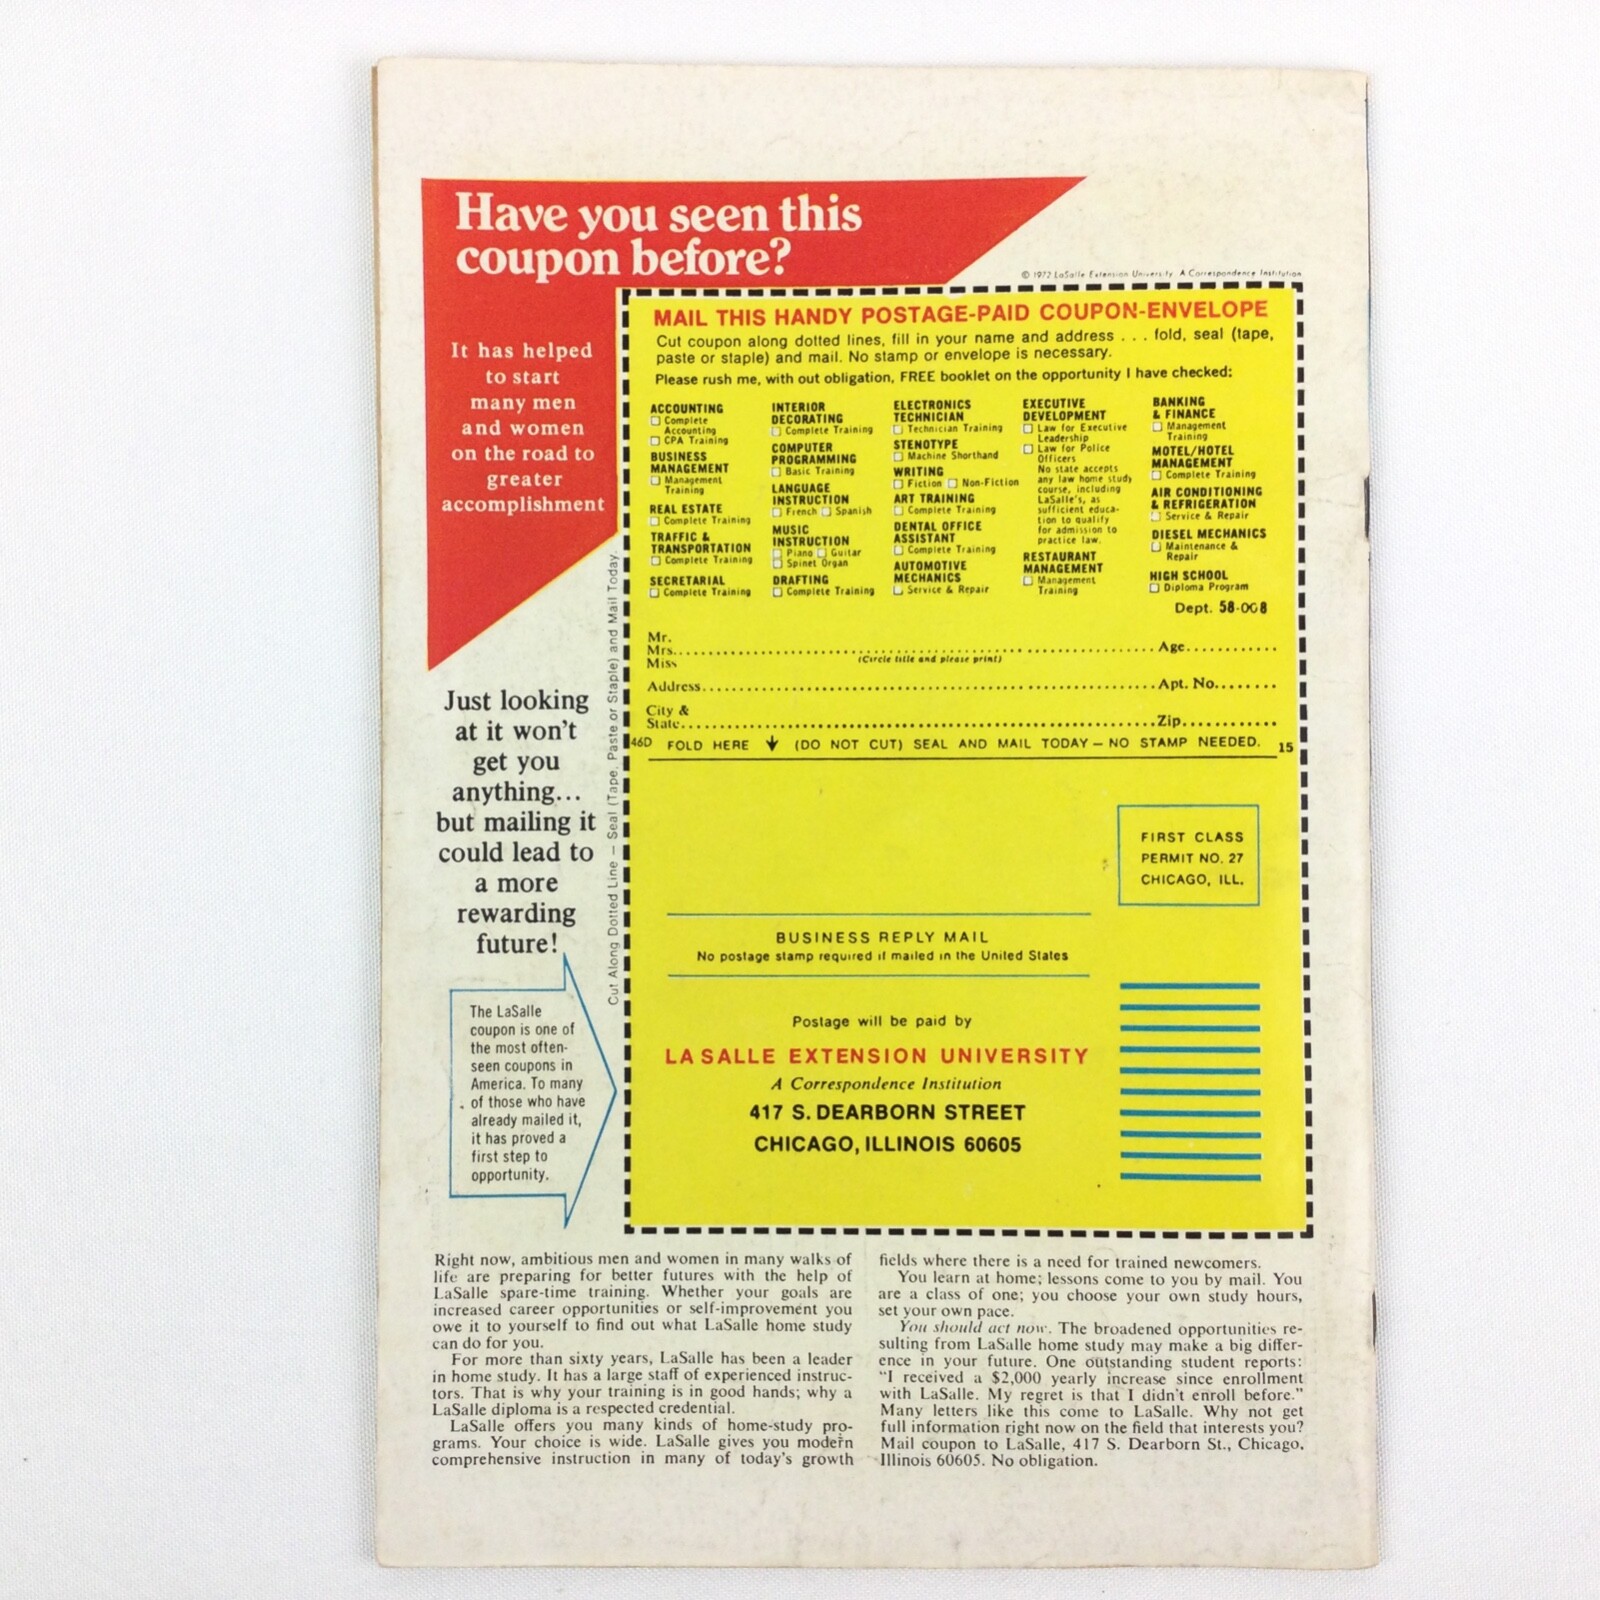 Have you seen this
coupon before?
It has helped
to start
many men
and women
on the road to
greater
accomplishment
Just looking
at it won't
get you
anything...
but mailing it
could lead to
a more
rewarding
future!
The LaSalle
coupon is one of
the most often-
seen coupons in
America. To many
of those who have
already mailed it,
it has proved a
first step to
opportunity.
Cut Along Dotted Line – Seal (Tape, Paste or Staple) and Mail Today.
© 1972 LaSalle Extension University A Correspondence Institution
MAIL THIS HANDY POSTAGE-PAID COUPON-ENVELOPE
Cut coupon along dotted lines, fill in your name and address . . . fold, seal (tape,
paste or staple) and mail. No stamp or envelope is necessary.
Please rush me, with out obligation, FREE booklet on the opportunity I have checked:
ACCOUNTING
☐ Complete
Accounting
☐ CPA Training
BUSINESS
MANAGEMENT
☐ Management
Training
REAL ESTATE
☐ Complete Training
TRAFFIC &
TRANSPORTATION
☐ Complete Training
SECRETARIAL
☐ Complete Training
INTERIOR
DECORATING
☐ Complete Training
COMPUTER
PROGRAMMING
☐ Basic Training
LANGUAGE
INSTRUCTION
☐ French ☐ Spanish
MUSIC
INSTRUCTION
☐ Piano ☐ Guitar
☐ Spinet Organ
DRAFTING
☐ Complete Training
ELECTRONICS
TECHNICIAN
☐ Technician Training
STENOTYPE
☐ Machine Shorthand
WRITING
☐ Fiction ☐ Non-Fiction
ART TRAINING
☐ Complete Training
DENTAL OFFICE
ASSISTANT
☐ Complete Training
AUTOMOTIVE
MECHANICS
☐ Service & Repair
EXECUTIVE
DEVELOPMENT
☐ Law for Executive
Leadership
☐ Law for Police
Officers
No state accepts
any law home study
course, including
LaSalle's, as
sufficient educa-
tion to qualify
for admission to
practice law.
RESTAURANT
MANAGEMENT
☐ Management
Training
BANKING
& FINANCE
☐ Management
Training
MOTEL/HOTEL
MANAGEMENT
☐ Complete Training
AIR CONDITIONING
& REFRIGERATION
☐ Service & Repair
DIESEL MECHANICS
☐ Maintenance &
Repair
HIGH SCHOOL
☐ Diploma Program
Dept. 58-008
Mr.
Mrs. Age
Miss (Circle title and please print)
Address Apt. No.
City &
State Zip
46D FOLD HERE ↓ (DO NOT CUT) SEAL AND MAIL TODAY – NO STAMP NEEDED. 15
FIRST CLASS
PERMIT NO. 27
CHICAGO, ILL.
BUSINESS REPLY MAIL
No postage stamp required if mailed in the United States
Postage will be paid by
LA SALLE EXTENSION UNIVERSITY
A Correspondence Institution
417 S. DEARBORN STREET
CHICAGO, ILLINOIS 60605
Right now, ambitious men and women in many walks of
life are preparing for better futures with the help of
LaSalle spare-time training. Whether your goals are
increased career opportunities or self-improvement you
owe it to yourself to find out what LaSalle home study
can do for you.
For more than sixty years, LaSalle has been a leader
in home study. It has a large staff of experienced instruc-
tors. That is why your training is in good hands; why a
LaSalle diploma is a respected credential.
LaSalle offers you many kinds of home-study pro-
grams. Your choice is wide. LaSalle gives you modern
comprehensive instruction in many of today's growth
fields where there is a need for trained newcomers.
You learn at home; lessons come to you by mail. You
are a class of one; you choose your own study hours,
set your own pace.
You should act now. The broadened opportunities re-
sulting from LaSalle home study may make a big differ-
ence in your future. One outstanding student reports:
"I received a $2,000 yearly increase since enrollment
with LaSalle. My regret is that I didn't enroll before."
Many letters like this come to LaSalle. Why not get
full information right now on the field that interests you?
Mail coupon to LaSalle, 417 S. Dearborn St., Chicago,
Illinois 60605. No obligation.